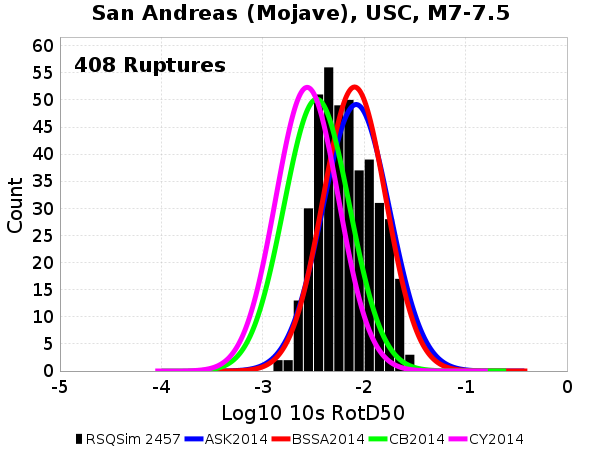 San Andreas (Mojave), USC, M7-7.5
408 Ruptures
60
55
50
45
40
35
30
25
20
15
10
5
0
Count
-5 -4 -3 -2 -1 0
Log10 10s RotD50
RSQSim 2457 ASK2014 BSSA2014 CB2014 CY2014